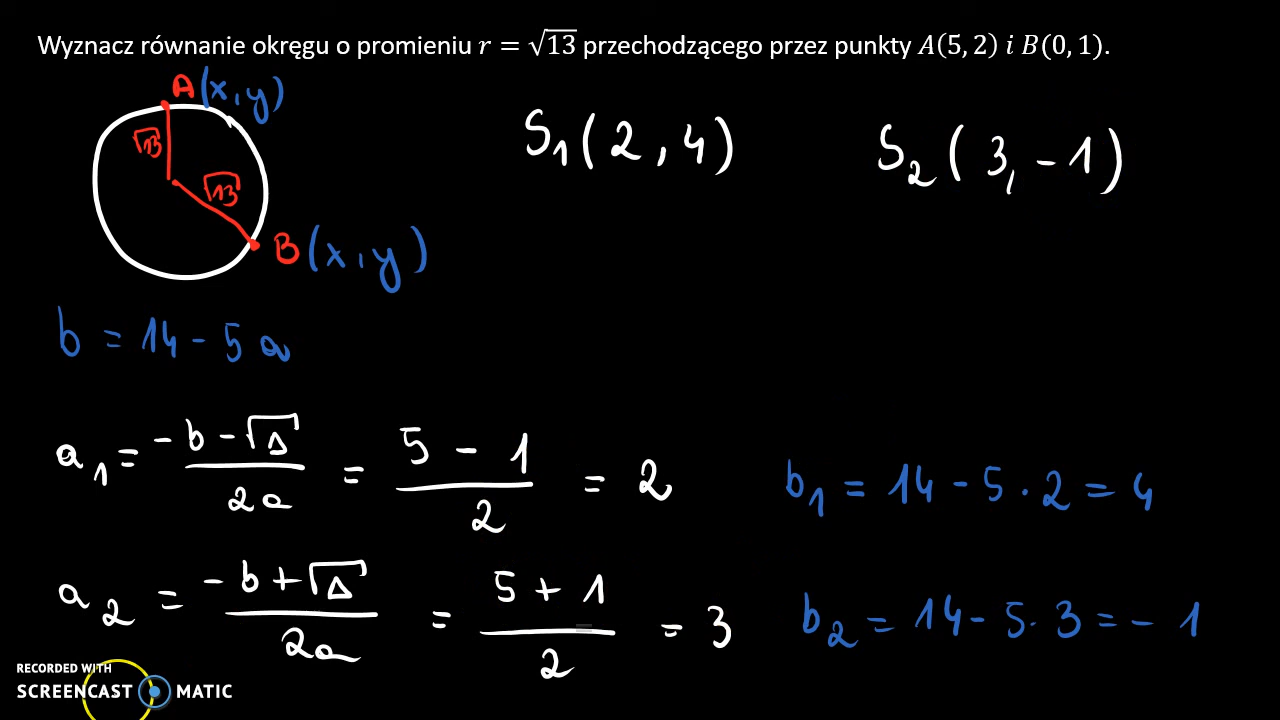 Wyznacz równanie okręgu o promieniu r = √13 przechodzącego przez punkty A(5, 2) i B(0, 1).
A (x, y)
√13
√13
B (x, y)
S₁ (2, 4)
S₂ (3, -1)
b = 14 - 5a
a₁ = (-b - √Δ)/2a = (5 - 1)/2 = 2
b₁ = 14 - 5 · 2 = 4
a₂ = (-b + √Δ)/2a = (5 + 1)/2 = 3
b₂ = 14 - 5 · 3 = -1
RECORDED WITH
SCREENCAST MATIC